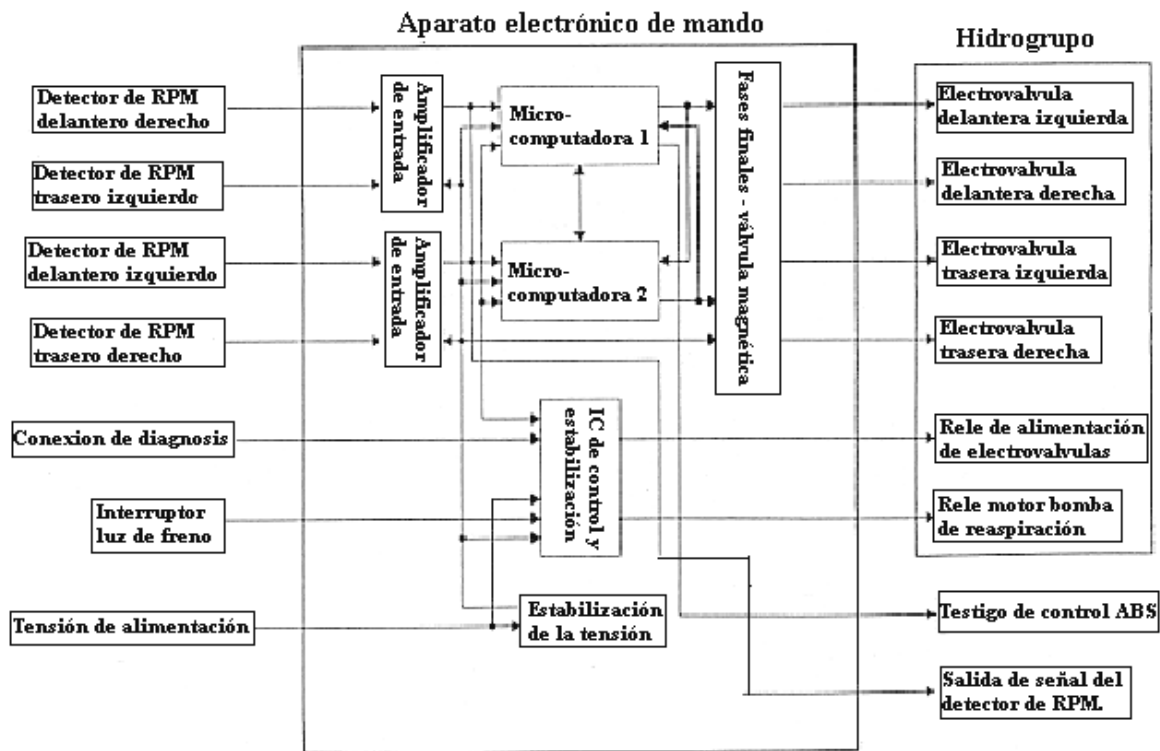 Aparato electrónico de mando
Hidrogrupo
Detector de RPM
delantero derecho
Detector de RPM
trasero izquierdo
Detector de RPM
delantero izquierdo
Detector de RPM
trasero derecho
Conexion de diagnosis
Interruptor
luz de freno
Tensión de alimentación
Amplificador
de entrada
Amplificador
de entrada
Micro-
computadora 1
Micro-
computadora 2
IC de control y
estabilización
Estabilización
de la tensión
Fases finales - válvula magnética
Electrovalvula
delantera izquierda
Electrovalvula
delantera derecha
Electrovalvula
trasera izquierda
Electrovalvula
trasera derecha
Rele de alimentación
de electrovalvulas
Rele motor bomba
de reaspiración
Testigo de control ABS
Salida de señal del
detector de RPM.